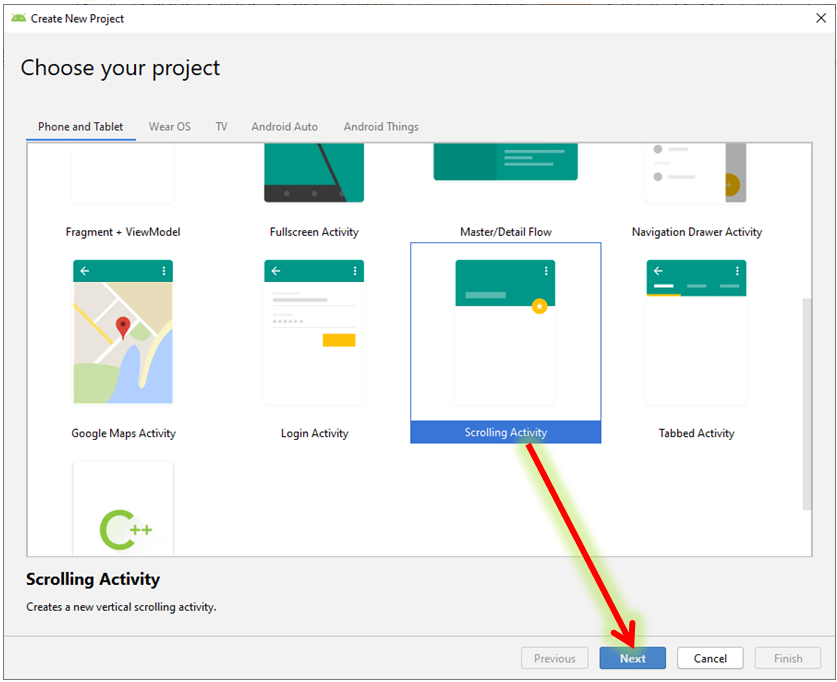 Create New Project
Choose your project
Phone and Tablet Wear OS TV Android Auto Android Things
Fragment + ViewModel Fullscreen Activity Master/Detail Flow Navigation Drawer Activity
Google Maps Activity Login Activity Scrolling Activity Tabbed Activity
C++
Scrolling Activity
Creates a new vertical scrolling activity.
Previous Next Cancel Finish